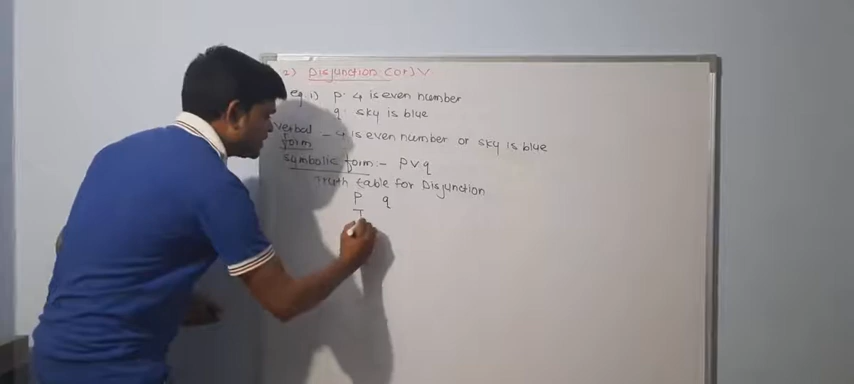 2) Disjunction (or) V
eg 1) p: 4 is even number
q: sky is blue
verbal form - 4 is even number or sky is blue
symbolic form :- P V q
Truth table for Disjunction
P q
T